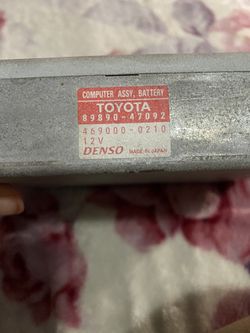 COMPUTER ASSY, BATTERY
TOYOTA
89890-47092
469000-0210
12V
DENSO MADE IN JAPAN